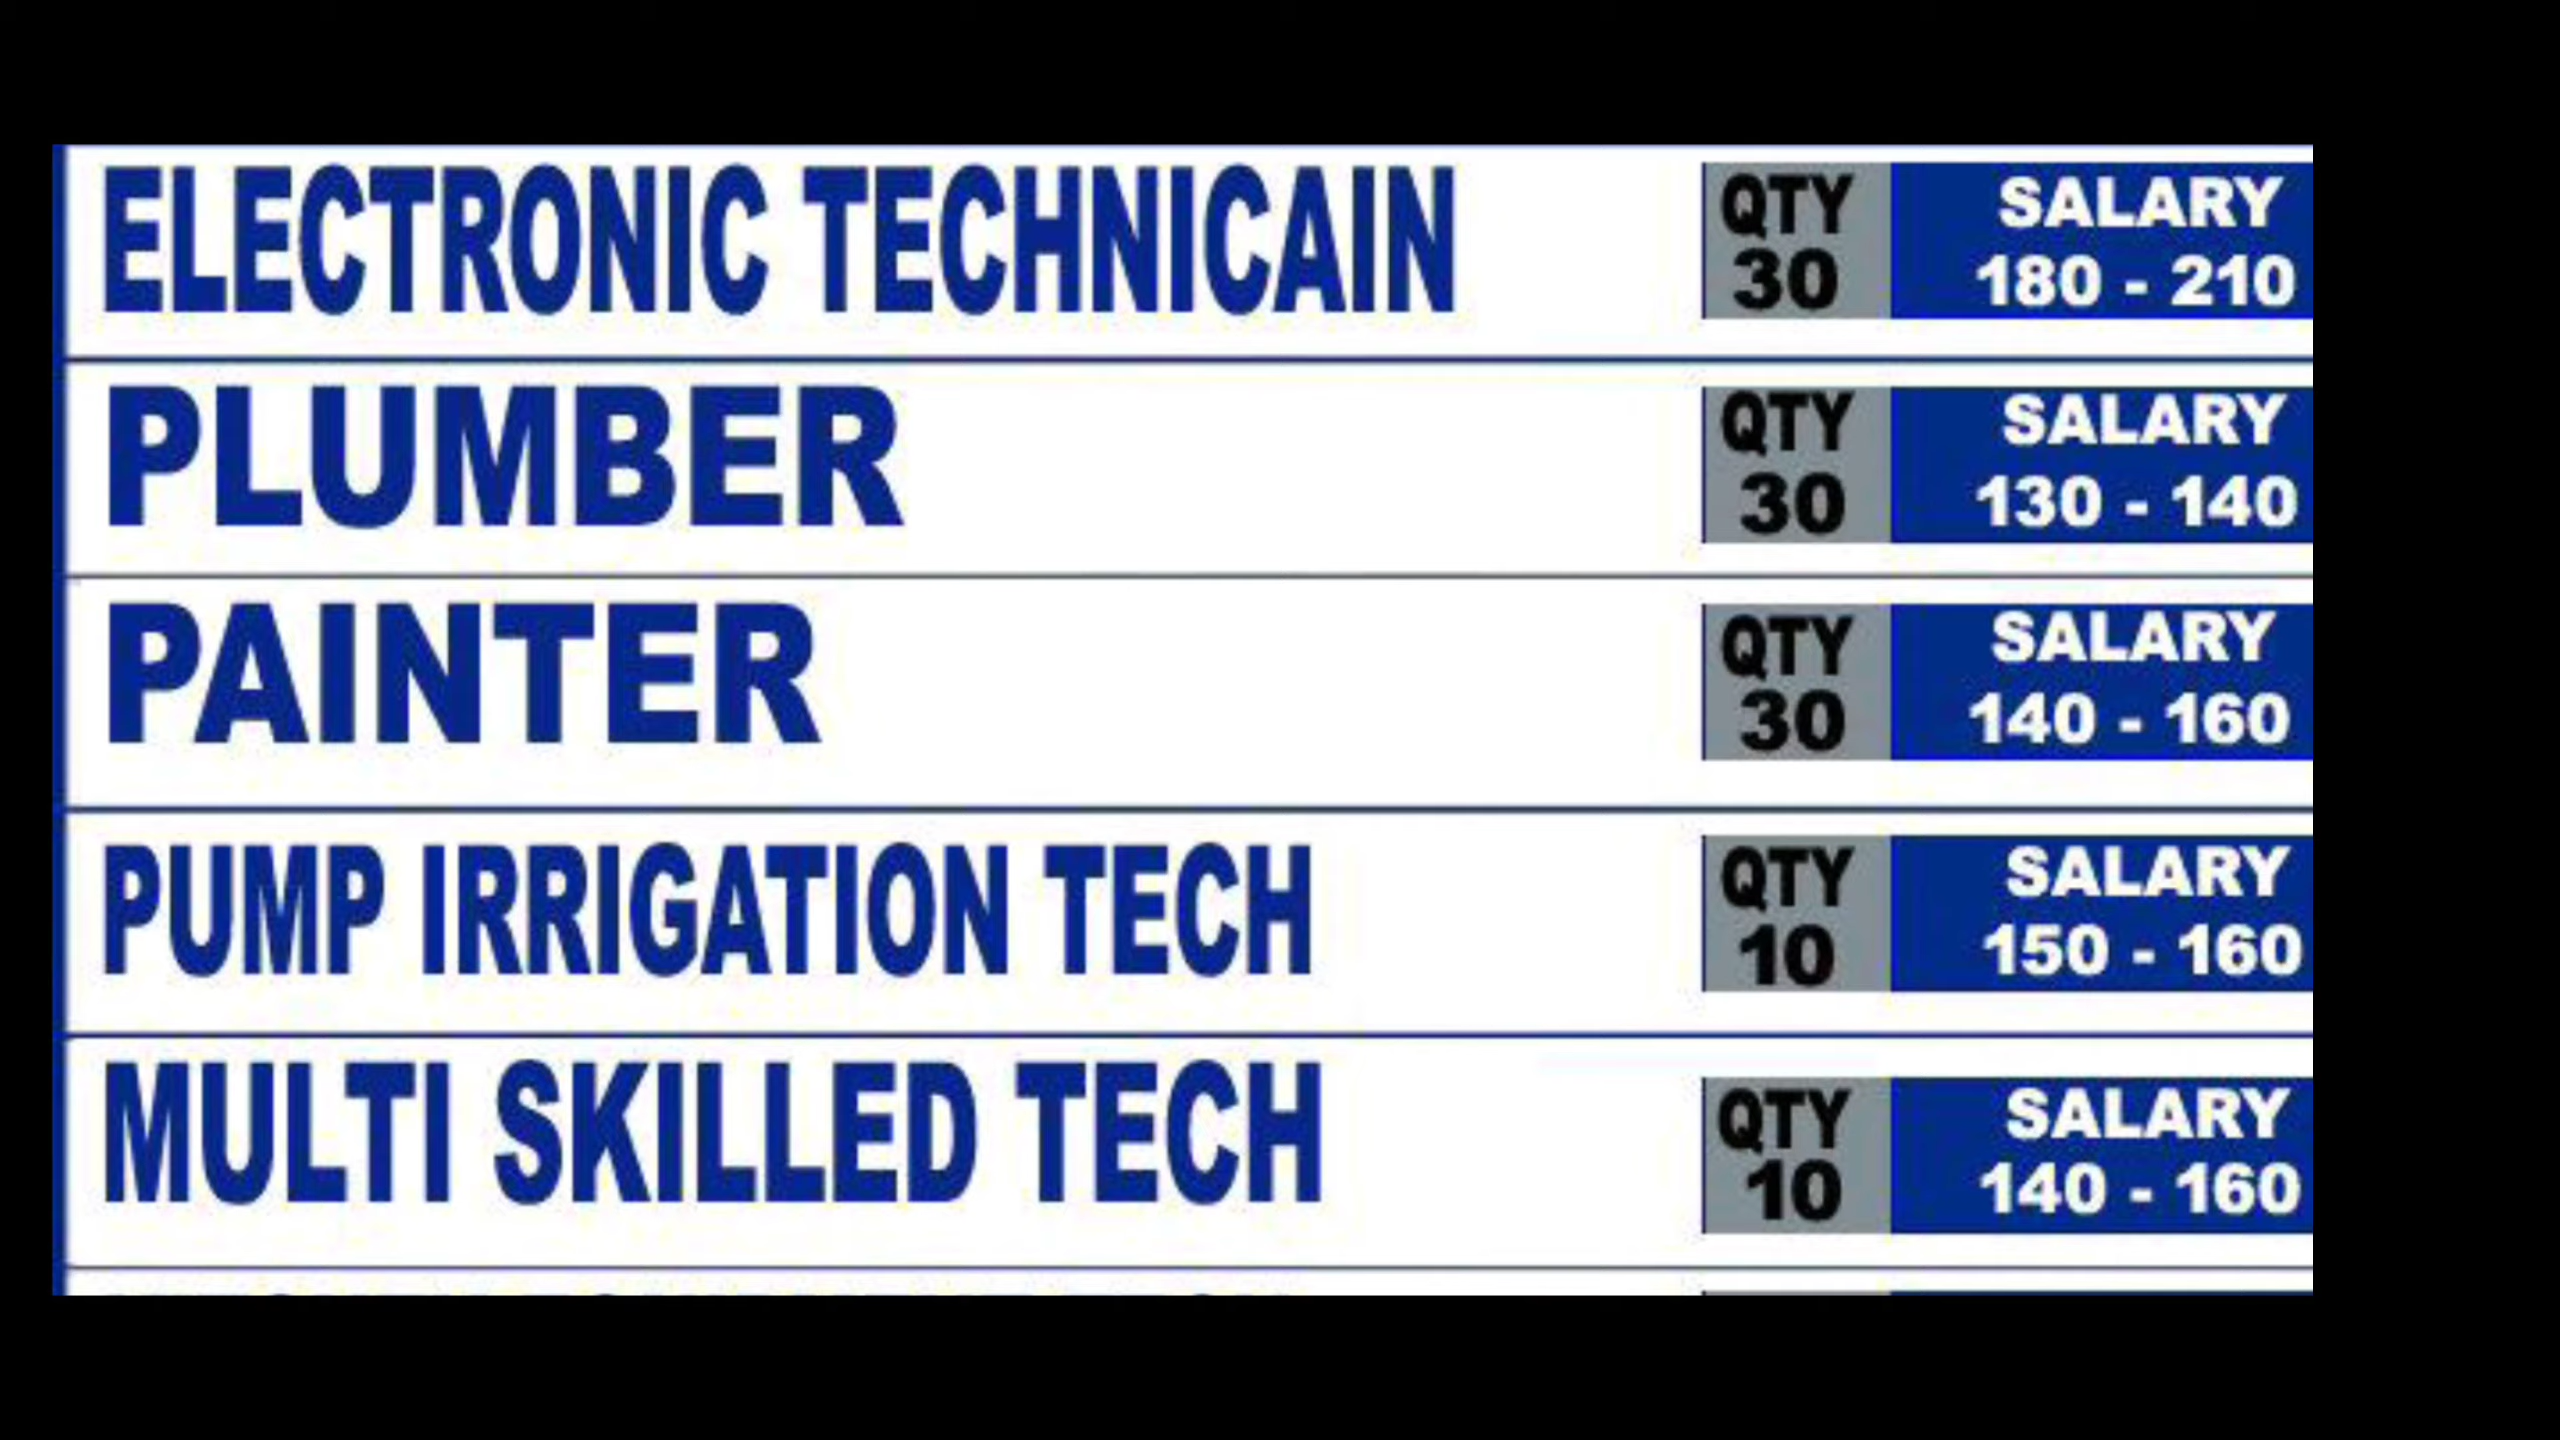 ELECTRONIC TECHNICAIN
QTY
30
SALARY
180 - 210
PLUMBER
QTY
30
SALARY
130 - 140
PAINTER
QTY
30
SALARY
140 - 160
PUMP IRRIGATION TECH
QTY
10
SALARY
150 - 160
MULTI SKILLED TECH
QTY
10
SALARY
140 - 160